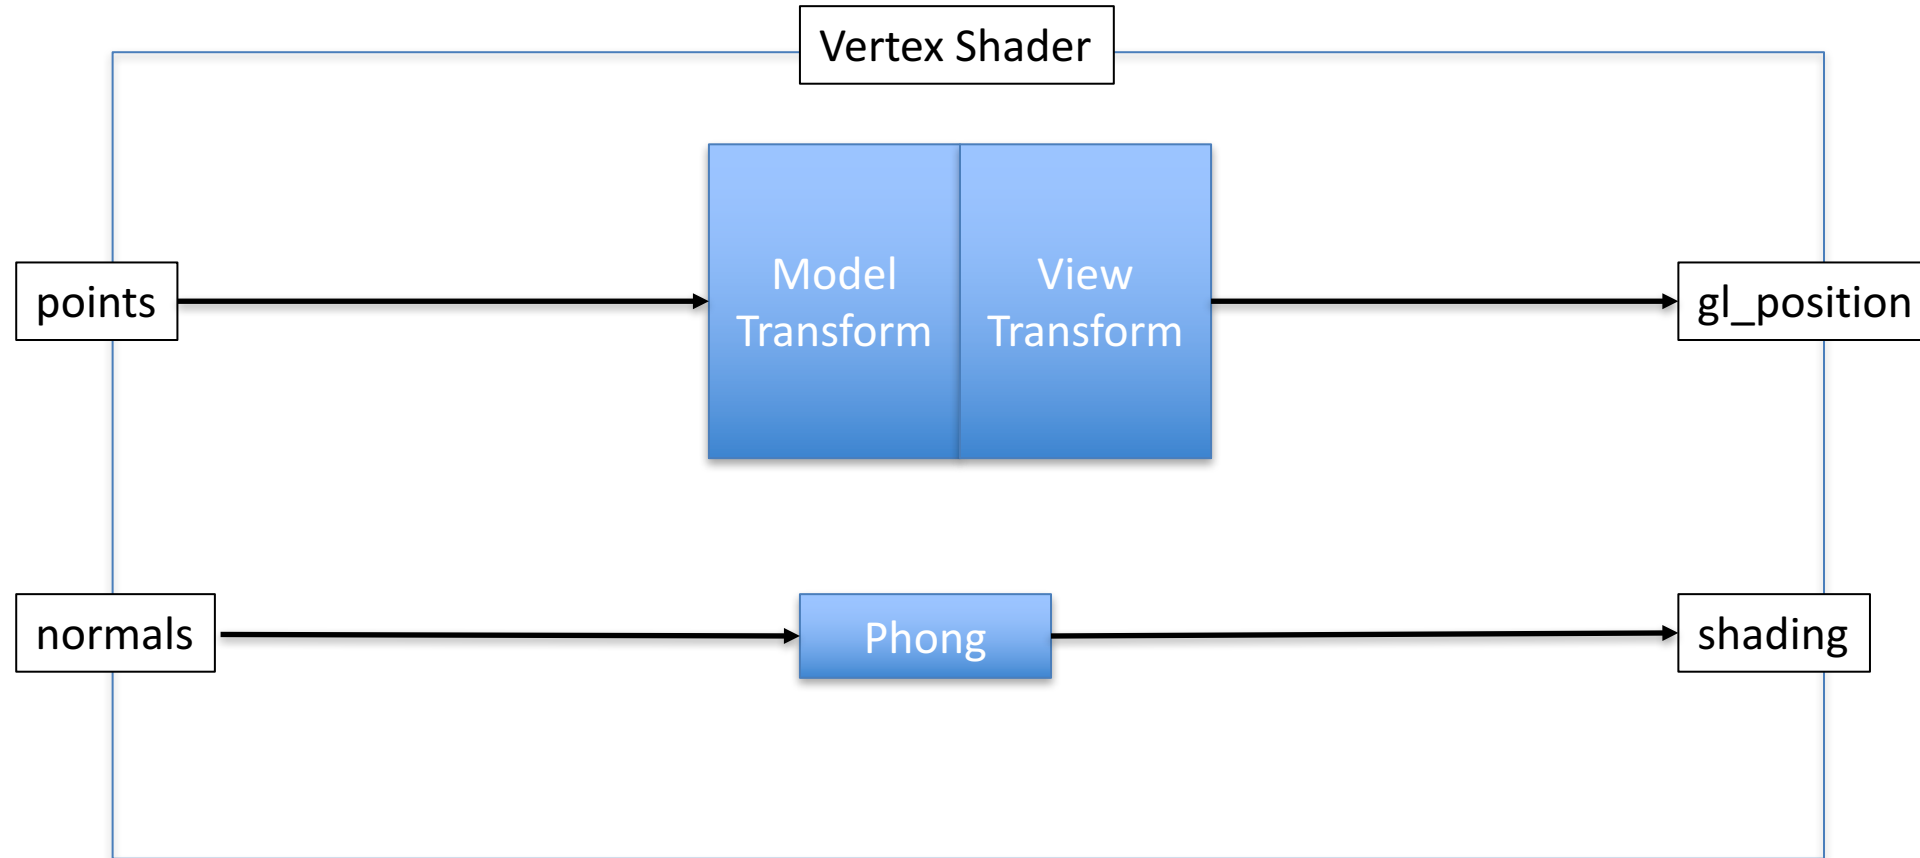 Vertex Shader
Model
Transform
View
Transform
points
gl_position
normals
Phong
shading